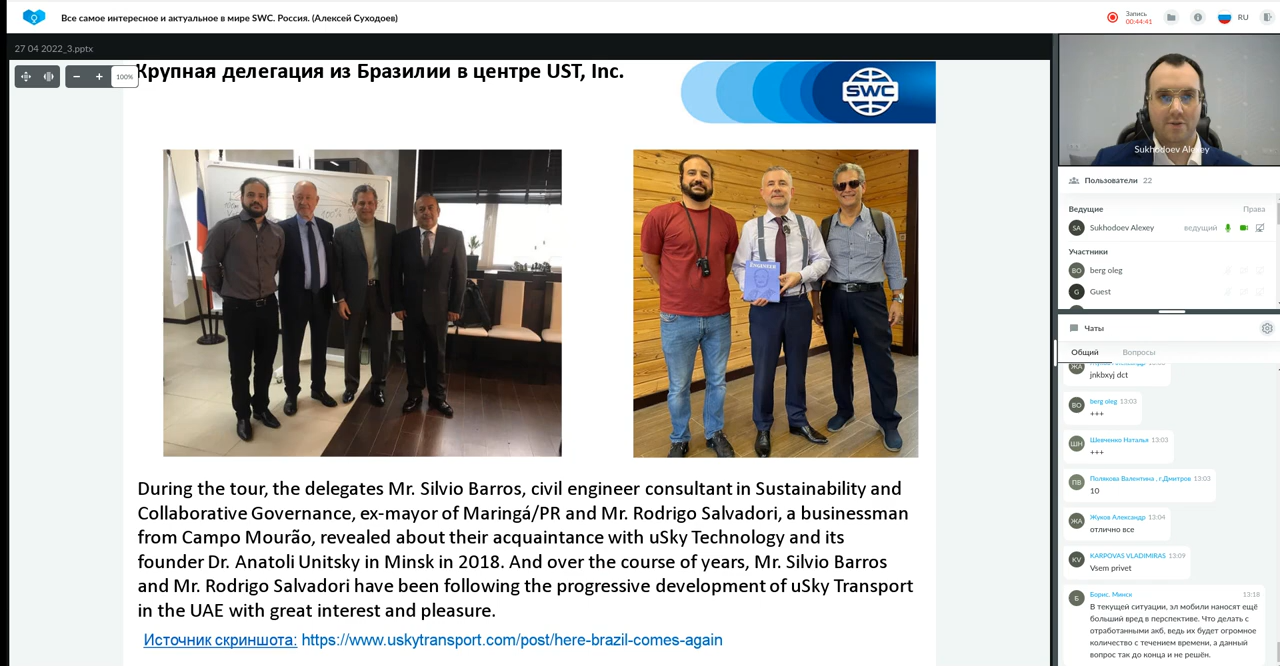 Все самое интересное и актуальное в мире SWC. Россия. (Алексей Суходоев)
Запись
00:44:41
RU
27 04 2022_3.pptx
100%
Крупная делегация из Бразилии в центре UST, Inc.
SWC
ENGINEER
During the tour, the delegates Mr. Silvio Barros, civil engineer consultant in Sustainability and
Collaborative Governance, ex-mayor of Maringá/PR and Mr. Rodrigo Salvadori, a businessman
from Campo Mourão, revealed about their acquaintance with uSky Technology and its
founder Dr. Anatoli Unitsky in Minsk in 2018. And over the course of years, Mr. Silvio Barros
and Mr. Rodrigo Salvadori have been following the progressive development of uSky Transport
in the UAE with great interest and pleasure.
Источник скриншота: https://www.uskytransport.com/post/here-brazil-comes-again
Sukhodoev Alexey
Пользователи 22
Ведущие Права
SA Sukhodoev Alexey ведущий
Участники
BO berg oleg
G Guest
Чаты
Общий Вопросы
ЖА
jnkbxyj dct
BO berg oleg 13:03
+++
ШН Шевченко Наталья 13:03
+++
ПВ Полякова Валентина , г.Дмитров 13:03
10
ЖА Жуков Александр 13:04
отлично все
KV KARPOVAS VLADIMIRAS 13:09
Vsem privet
Б Борис. Минск 13:18
В текущей ситуации, эл мобили наносят ещё
больший вред в перспективе. Что делать с
отработанными акб, ведь их будет огромное
количество с течением времени, а данный
вопрос так до конца и не решён.